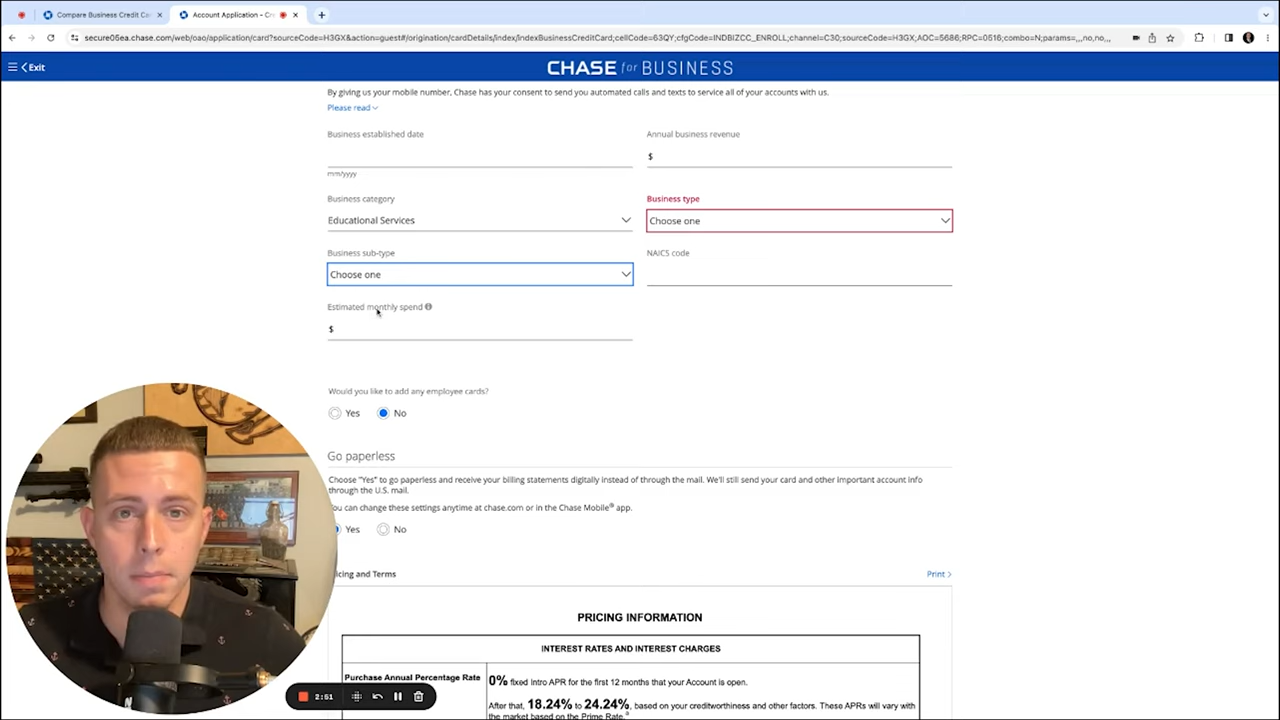 Compare Business Credit Car
Account Application - Cr
secure05ea.chase.com/web/oao/application/card?sourceCode=H3GX&action=guest#/origination/cardDetails/index/indexBusinessCreditCard;cellCode=63QY;cfgCode=INDBIZCC_ENROLL;channel=C30;sourceCode=H3GX;AOC=5686;RPC=0516;combo=N;params=,,,no,no,,
Exit
CHASE for BUSINESS
By giving us your mobile number, Chase has your consent to send you automated calls and texts to service all of your accounts with us.
Please read
Business established date
Annual business revenue
$
mm/yyyy
Business category
Business type
Educational Services
Choose one
Business sub-type
NAICS code
Choose one
Estimated monthly spend
$
Would you like to add any employee cards?
Yes No
Go paperless
Choose "Yes" to go paperless and receive your billing statements digitally instead of through the mail. We'll still send your card and other important account info
through the U.S. mail.
You can change these settings anytime at chase.com or in the Chase Mobile® app.
Yes No
icing and Terms
Print
PRICING INFORMATION
INTEREST RATES AND INTEREST CHARGES
Purchase Annual Percentage Rate
0% fixed Intro APR for the first 12 months that your Account is open.
After that, 18.24% to 24.24%, based on your creditworthiness and other factors. These APRs will vary with
the market based on the Prime Rate.a
2:51